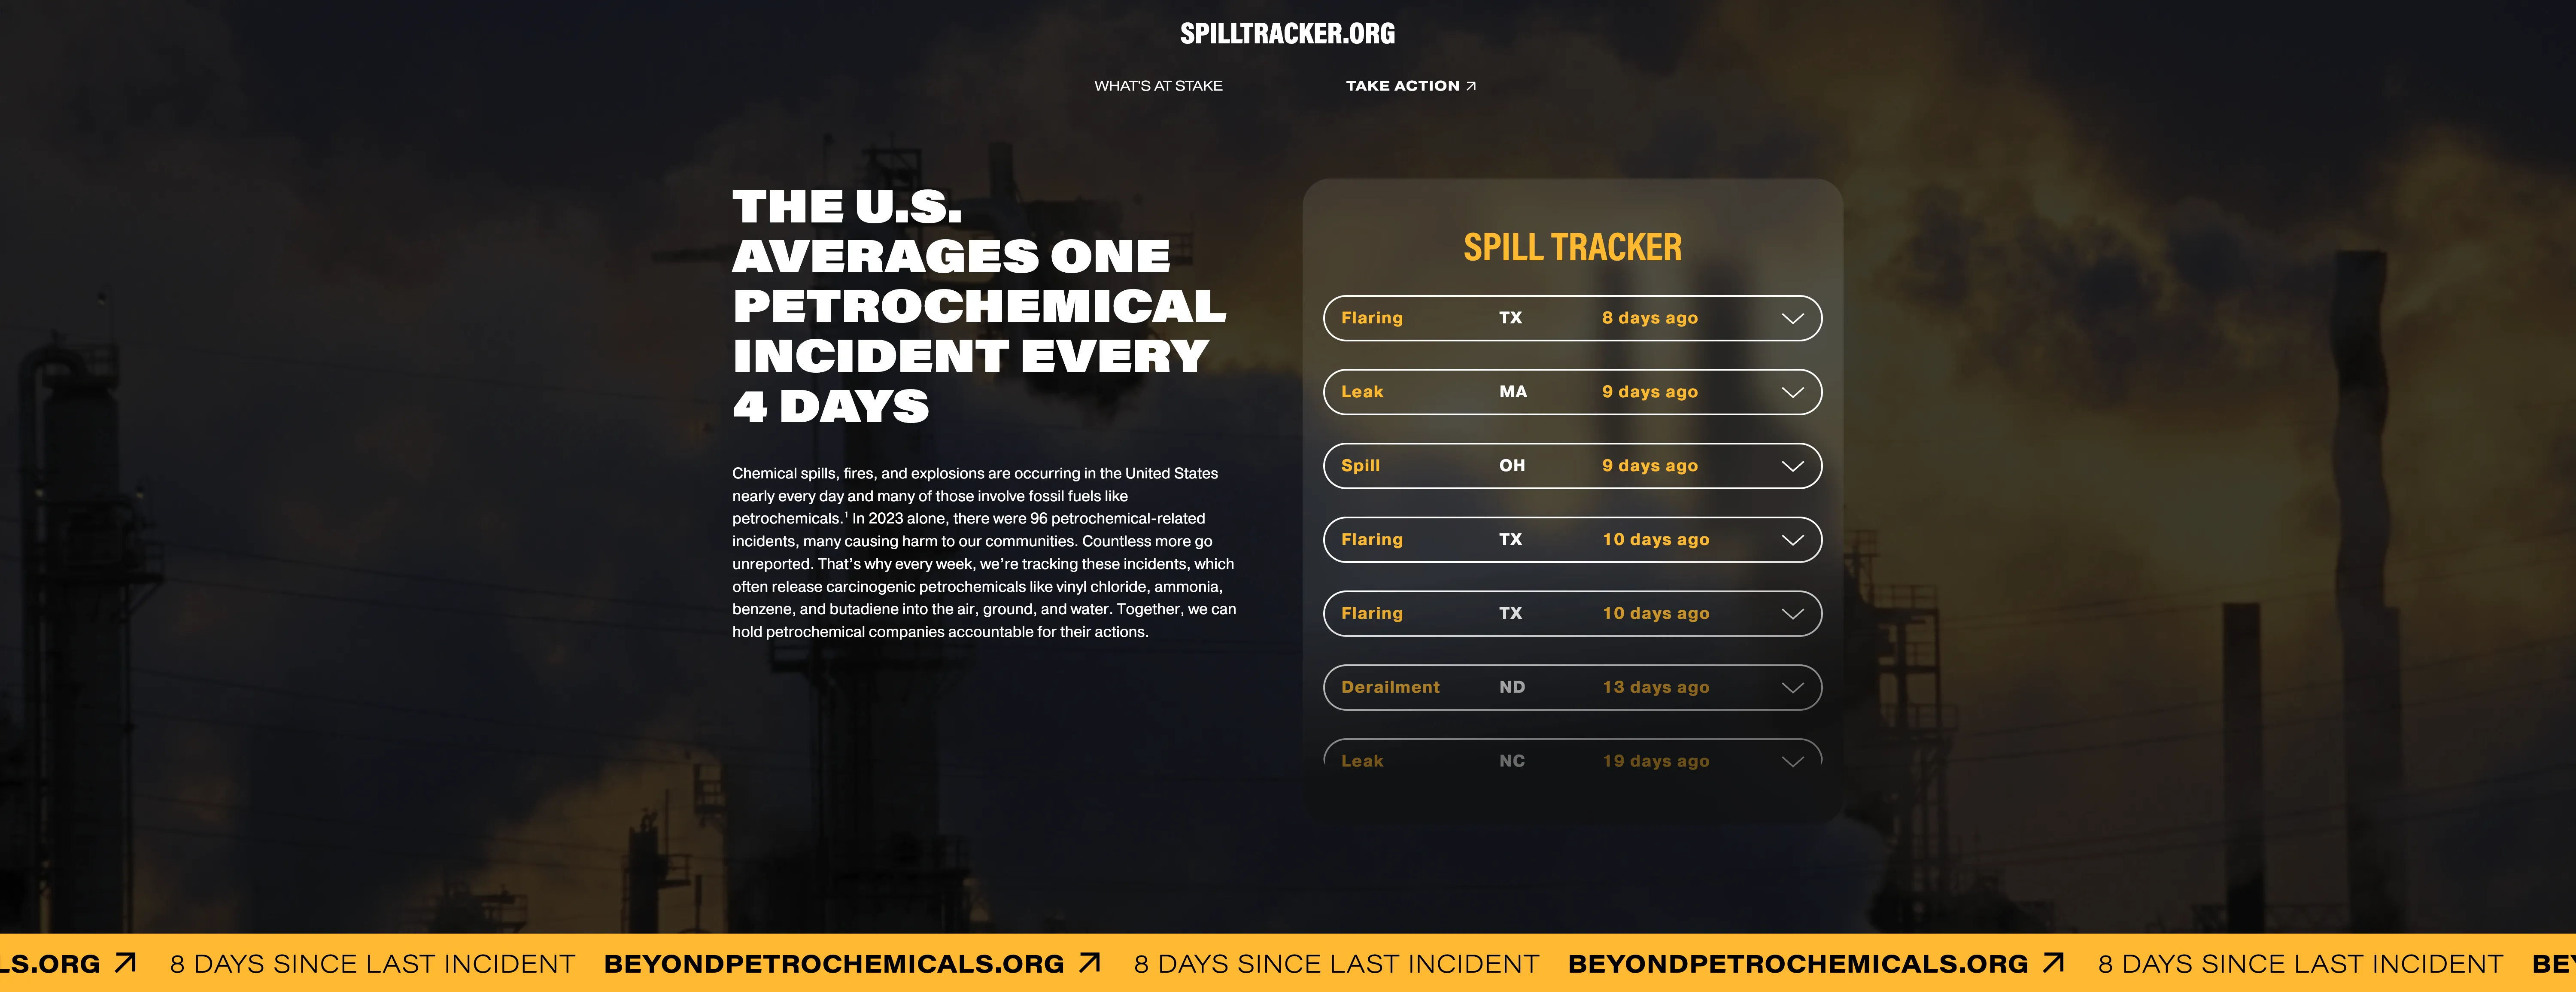 SPILLTRACKER.ORG
WHAT'S AT STAKE
TAKE ACTION ↗
THE U.S.
AVERAGES ONE
PETROCHEMICAL
INCIDENT EVERY
4 DAYS
Chemical spills, fires, and explosions are occurring in the United States
nearly every day and many of those involve fossil fuels like
petrochemicals.¹ In 2023 alone, there were 96 petrochemical-related
incidents, many causing harm to our communities. Countless more go
unreported. That's why every week, we're tracking these incidents, which
often release carcinogenic petrochemicals like vinyl chloride, ammonia,
benzene, and butadiene into the air, ground, and water. Together, we can
hold petrochemical companies accountable for their actions.
SPILL TRACKER
Flaring TX 8 days ago
Leak MA 9 days ago
Spill OH 9 days ago
Flaring TX 10 days ago
Flaring TX 10 days ago
Derailment ND 13 days ago
Leak NC 19 days ago
LS.ORG ↗ 8 DAYS SINCE LAST INCIDENT BEYONDPETROCHEMICALS.ORG ↗ 8 DAYS SINCE LAST INCIDENT BEYONDPETROCHEMICALS.ORG ↗ 8 DAYS SINCE LAST INCIDENT BE